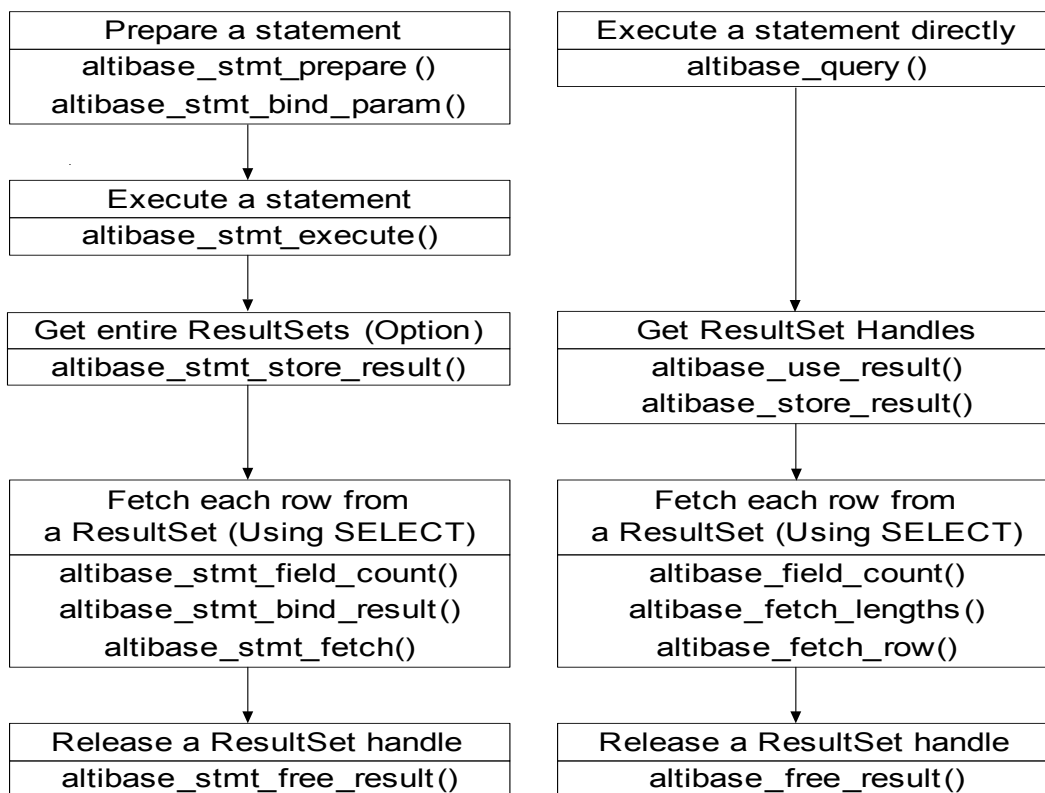 Prepare a statement
altibase_stmt_prepare()
altibase_stmt_bind_param()
Execute a statement
altibase_stmt_execute()
Get entire ResultSets (Option)
altibase_stmt_store_result()
Fetch each row from
a ResultSet (Using SELECT)
altibase_stmt_field_count()
altibase_stmt_bind_result()
altibase_stmt_fetch()
Release a ResultSet handle
altibase_stmt_free_result()
Execute a statement directly
altibase_query()
Get ResultSet Handles
altibase_use_result()
altibase_store_result()
Fetch each row from
a ResultSet (Using SELECT)
altibase_field_count()
altibase_fetch_lengths()
altibase_fetch_row()
Release a ResultSet handle
altibase_free_result()